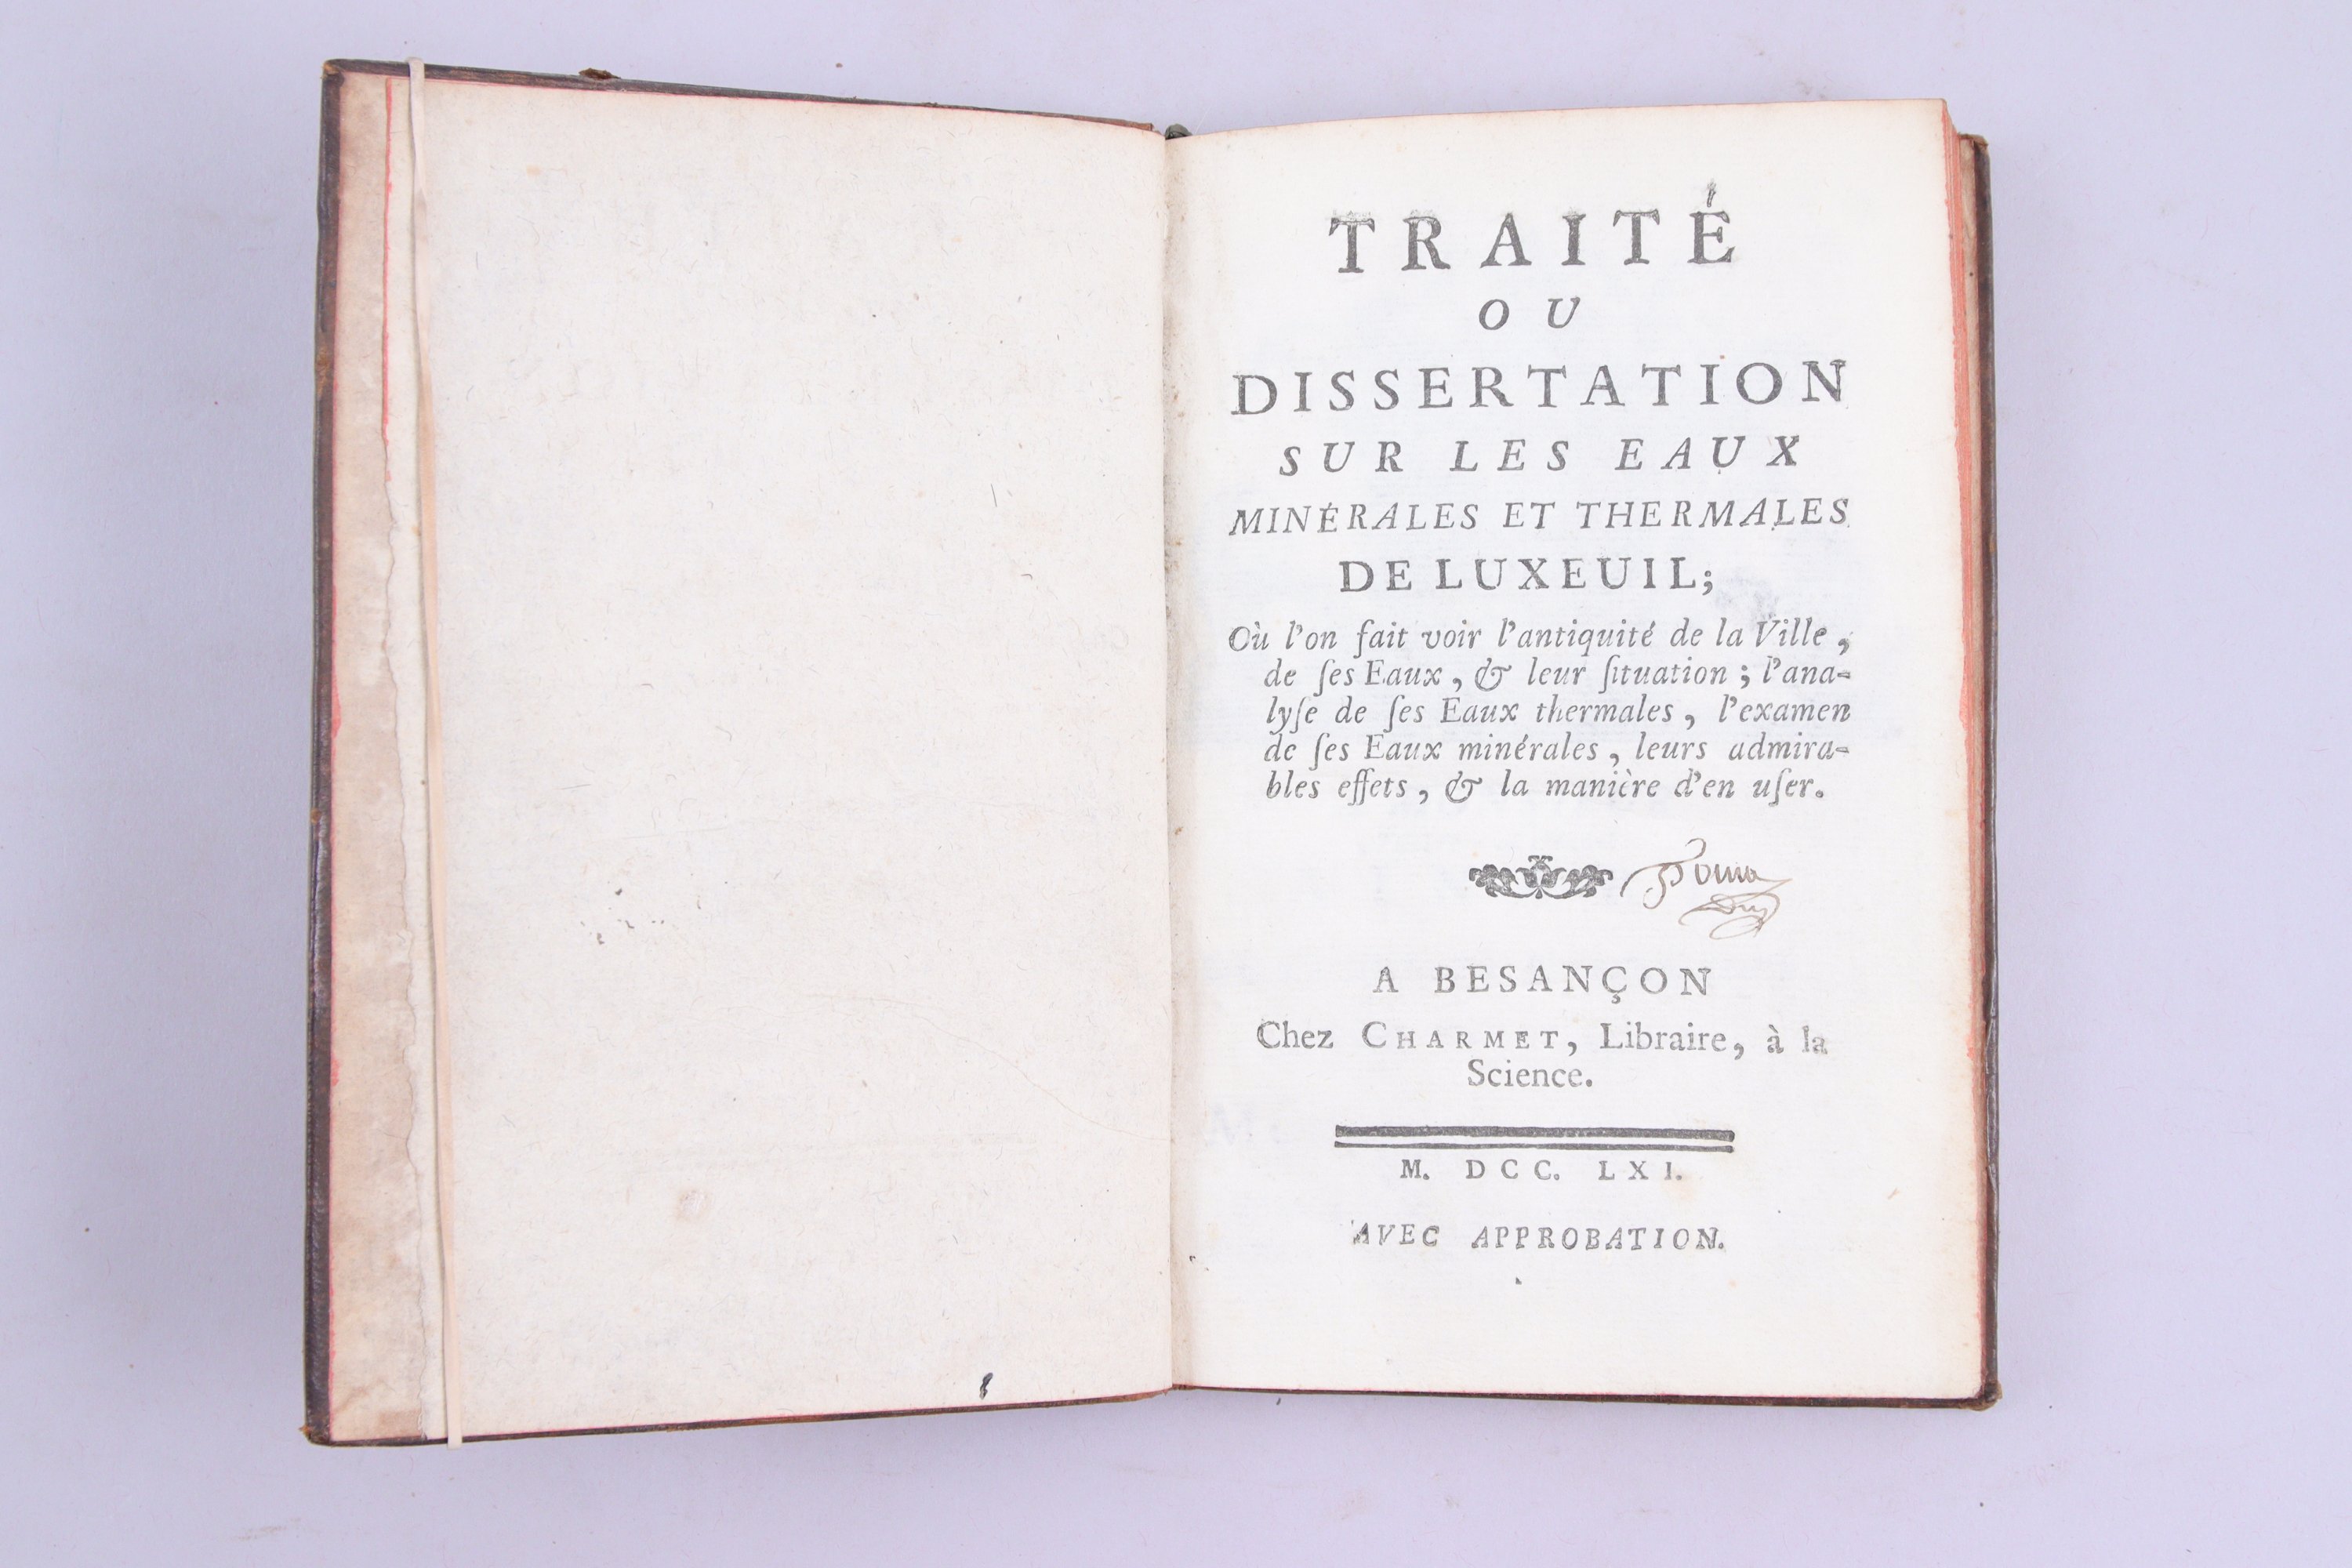 TRAITÉ
OU
DISSERTATION
SUR LES EAUX
MINÉRALES ET THERMALES
DE LUXEUIL;
Où l'on fait voir l'antiquité de la Ville,
de ſes Eaux, & leur ſituation; l'ana-
lyſe de ſes Eaux thermales, l'examen
de ſes Eaux minérales, leurs admira-
bles effets, & la manière d'en uſer.
A BESANÇON
Chez CHARMET, Libraire, à la
Science.
M. DCC. LXI.
AVEC APPROBATION.